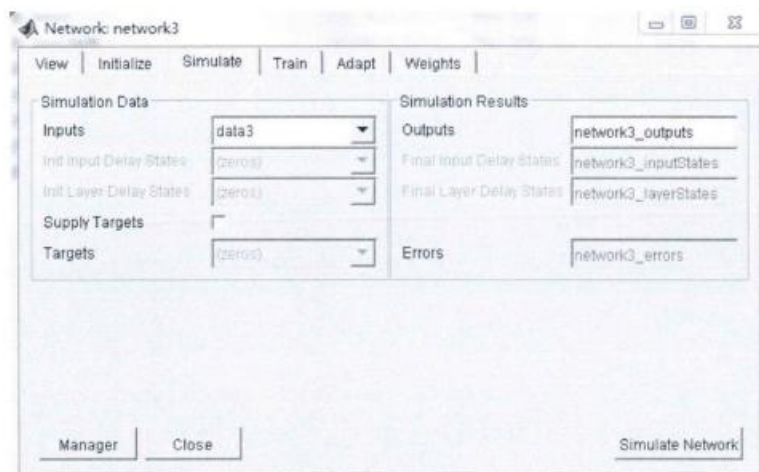 Network: network3
View Initialize Simulate Train Adapt Weights
Simulation Data
Inputs data3
Init Input Delay States (zeros)
Init Layer Delay States (zeros)
Supply Targets
Targets (zeros)
Simulation Results
Outputs network3_outputs
Final Input Delay States network3_inputStates
Final Layer Delay States network3_layerStates
Errors network3_errors
Manager Close Simulate Network